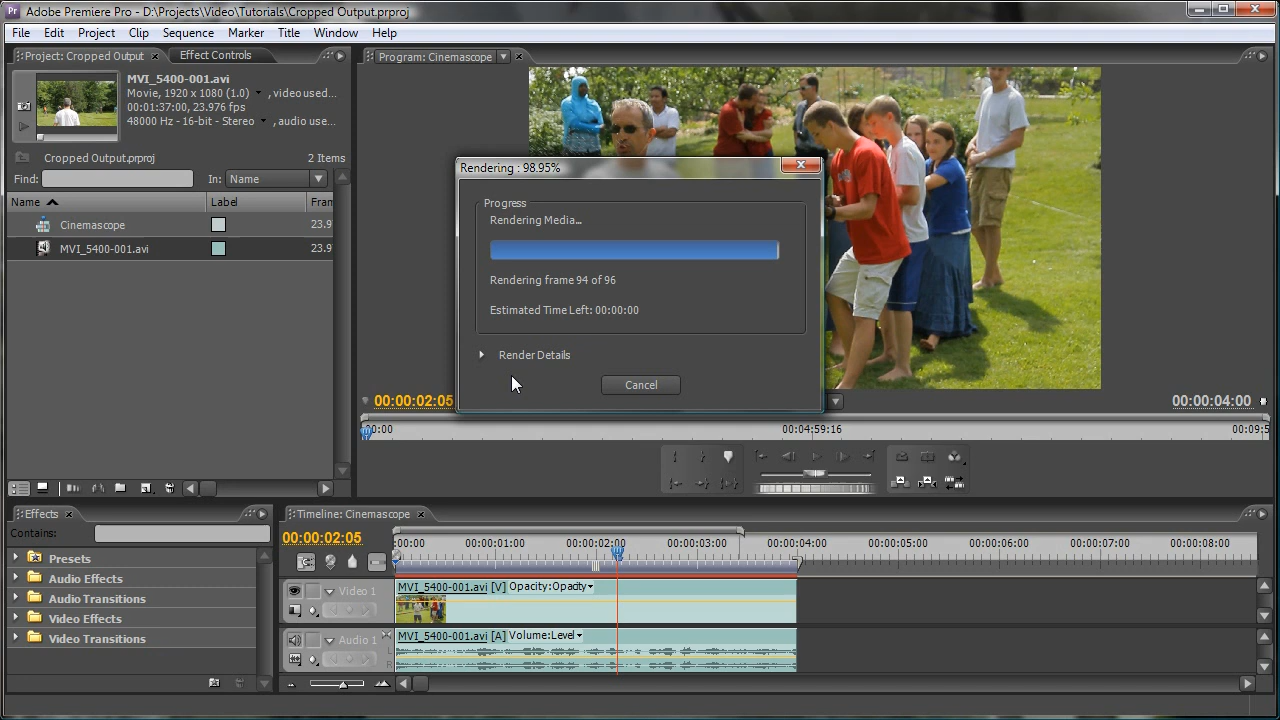 Adobe Premiere Pro - D:\Projects\Video\Tutorials\Cropped Output.prproj
File Edit Project Clip Sequence Marker Title Window Help
Project: Cropped Output × Effect Controls
Program: Cinemascope ×
MVI_5400-001.avi
Movie, 1920 x 1080 (1.0) , video used...
00:01:37:00, 23.976 fps
48000 Hz - 16-bit - Stereo , audio use...
Cropped Output.prproj 2 Items
Find: In: Name
Name Label Fran
Cinemascope 23.9
MVI_5400-001.avi 23.9
Rendering : 98.95%
Progress
Rendering Media...
Rendering frame 94 of 96
Estimated Time Left: 00:00:00
Render Details
Cancel
00:00:02:05 00:00:04:00
00:00 00:04:59:16 00:09:5
Effects ×
Contains:
Presets
Audio Effects
Audio Transitions
Video Effects
Video Transitions
Timeline: Cinemascope ×
00:00:02:05
:00:00 00:00:01:00 00:00:02:00 00:00:03:00 00:00:04:00 00:00:05:00 00:00:06:00 00:00:07:00 00:00:08:00
Video 1
MVI_5400-001.avi [V] Opacity:Opacity
Audio 1
MVI_5400-001.avi [A] Volume:Level
L
R